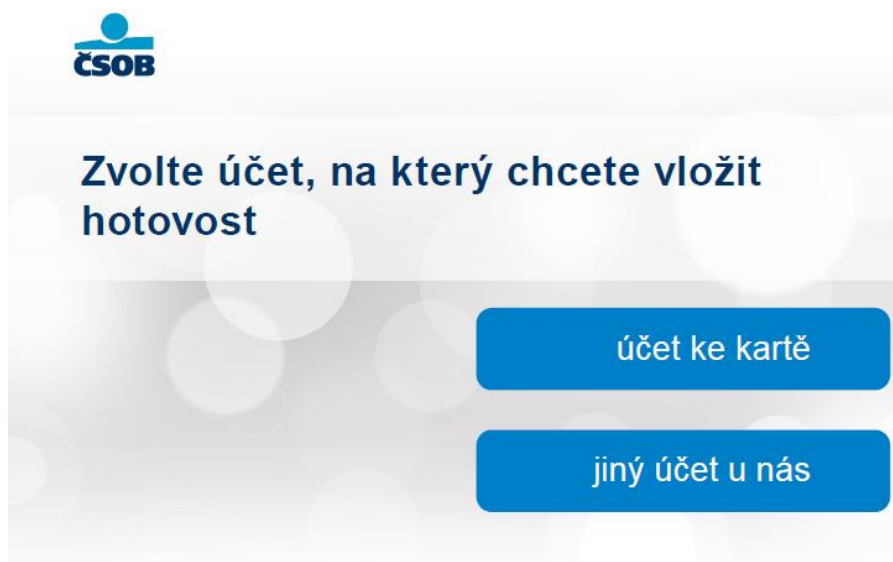 ČSOB
Zvolte účet, na který chcete vložit
hotovost
účet ke kartě
jiný účet u nás